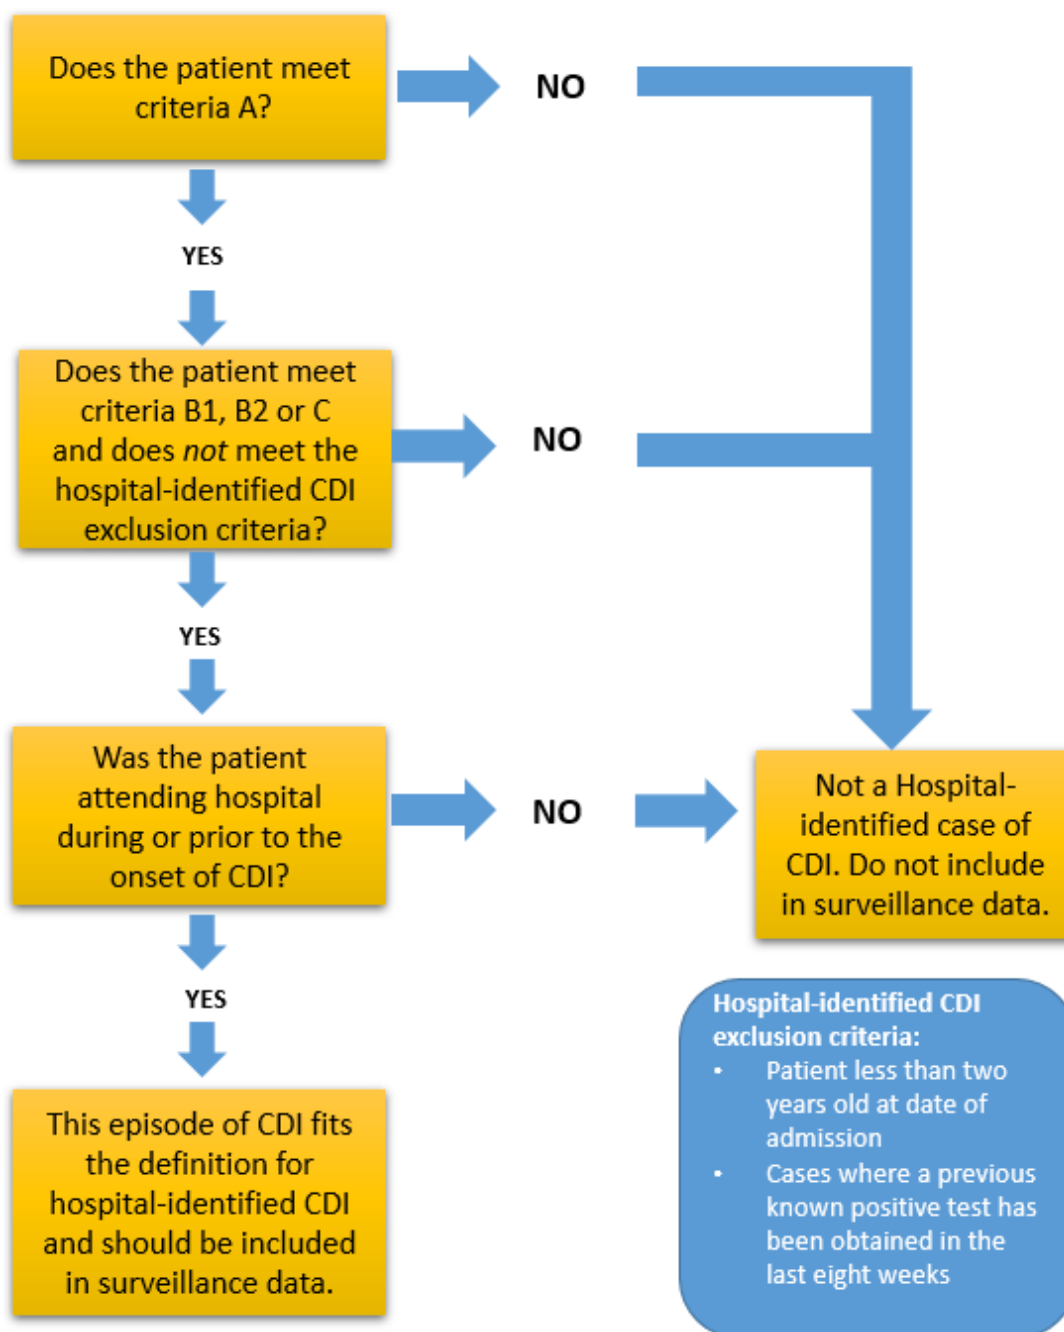 Does the patient meet
criteria A?
NO
YES
Does the patient meet
criteria B1, B2 or C
and does not meet the
hospital-identified CDI
exclusion criteria?
NO
YES
Was the patient
attending hospital
during or prior to the
onset of CDI?
NO
Not a Hospital-
identified case of
CDI. Do not include
in surveillance data.
YES
This episode of CDI fits
the definition for
hospital-identified CDI
and should be included
in surveillance data.
Hospital-identified CDI
exclusion criteria:
• Patient less than two
years old at date of
admission
• Cases where a previous
known positive test has
been obtained in the
last eight weeks